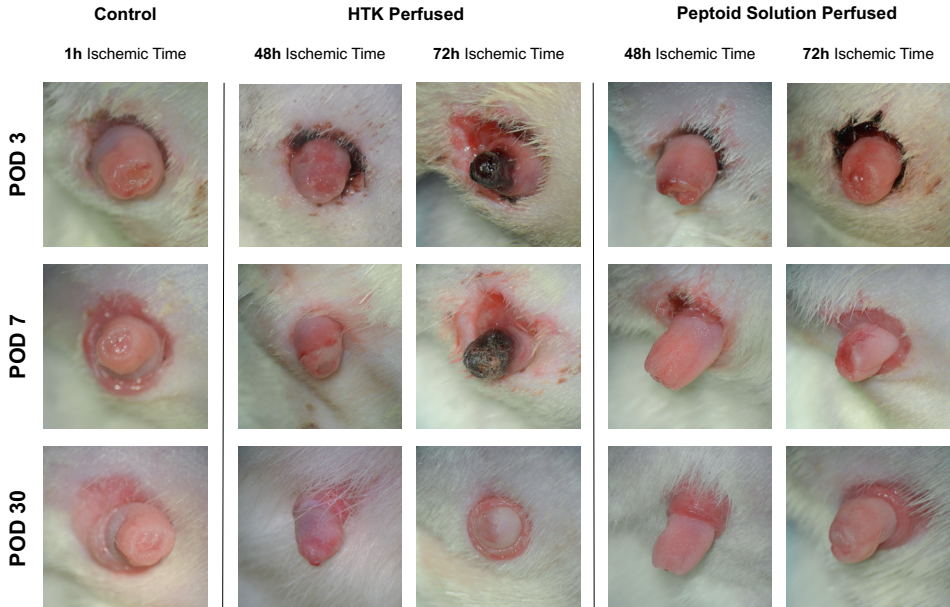 Control HTK Perfused Peptoid Solution Perfused
1h Ischemic Time 48h Ischemic Time 72h Ischemic Time 48h Ischemic Time 72h Ischemic Time
POD 3
POD 7
POD 30